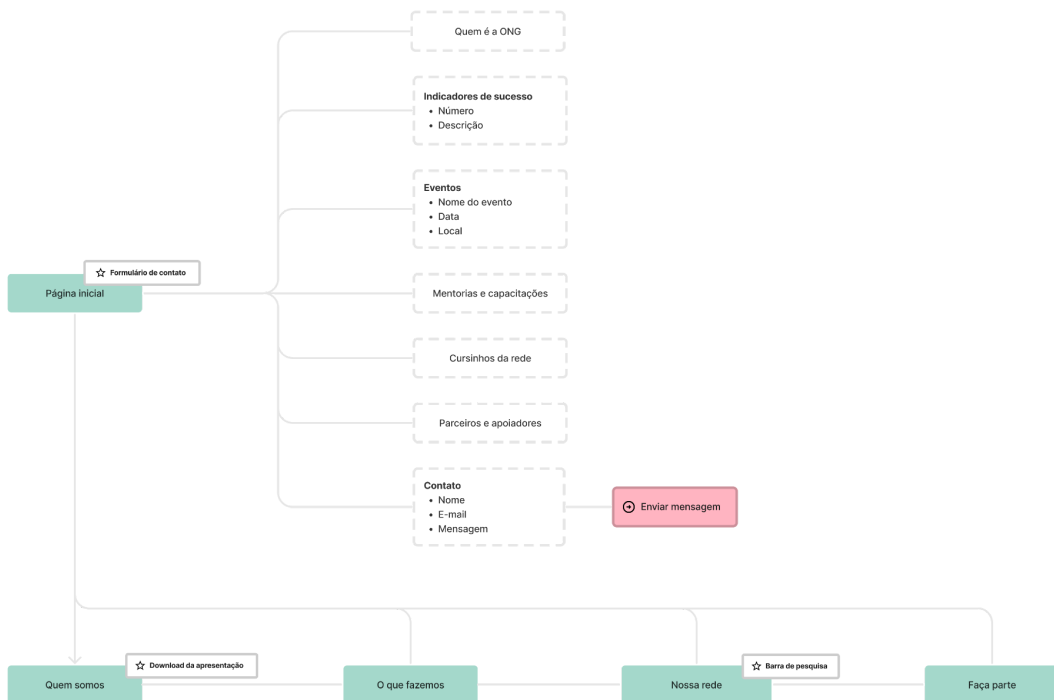 Quem é a ONG
Indicadores de sucesso
• Número
• Descrição
Eventos
• Nome do evento
• Data
• Local
Formulário de contato
Página inicial
Mentorias e capacitações
Cursinhos da rede
Parceiros e apoiadores
Contato
• Nome
• E-mail
• Mensagem
Enviar mensagem
Download da apresentação
Barra de pesquisa
Quem somos
O que fazemos
Nossa rede
Faça parte